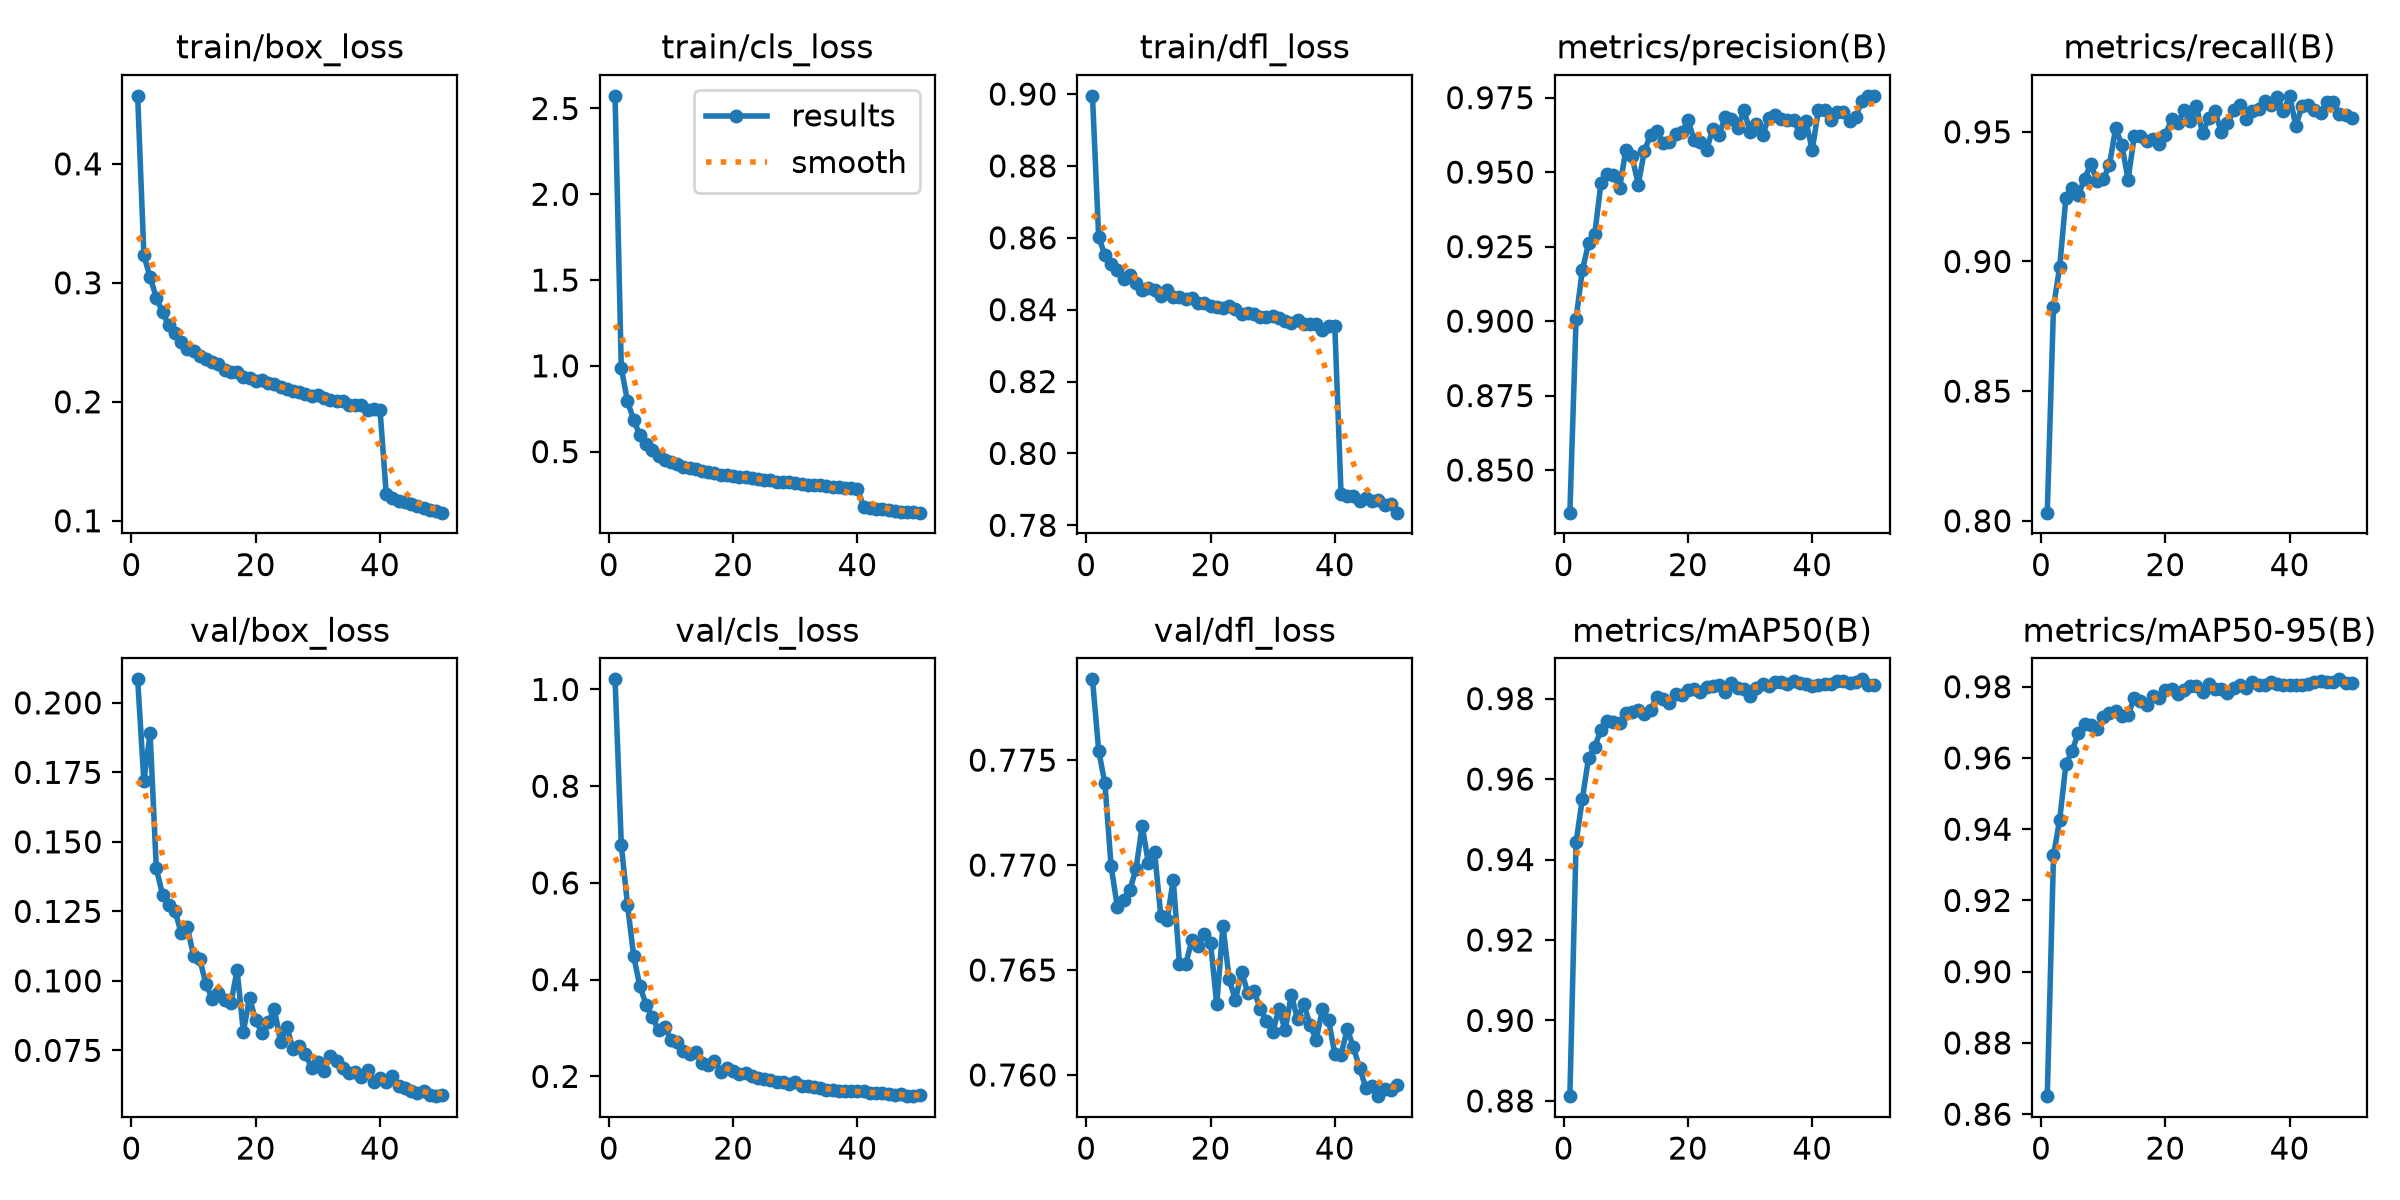 train/box_loss
train/cls_loss
train/dfl_loss
metrics/precision(B)
metrics/recall(B)
results
smooth
0.4
0.3
0.2
0.1
0 20 40
2.5
2.0
1.5
1.0
0.5
0 20 40
0.90
0.88
0.86
0.84
0.82
0.80
0.78
0 20 40
0.975
0.950
0.925
0.900
0.875
0.850
0 20 40
0.95
0.90
0.85
0.80
0 20 40
val/box_loss
val/cls_loss
val/dfl_loss
metrics/mAP50(B)
metrics/mAP50-95(B)
0.200
0.175
0.150
0.125
0.100
0.075
0 20 40
1.0
0.8
0.6
0.4
0.2
0 20 40
0.775
0.770
0.765
0.760
0 20 40
0.98
0.96
0.94
0.92
0.90
0.88
0 20 40
0.98
0.96
0.94
0.92
0.90
0.88
0.86
0 20 40